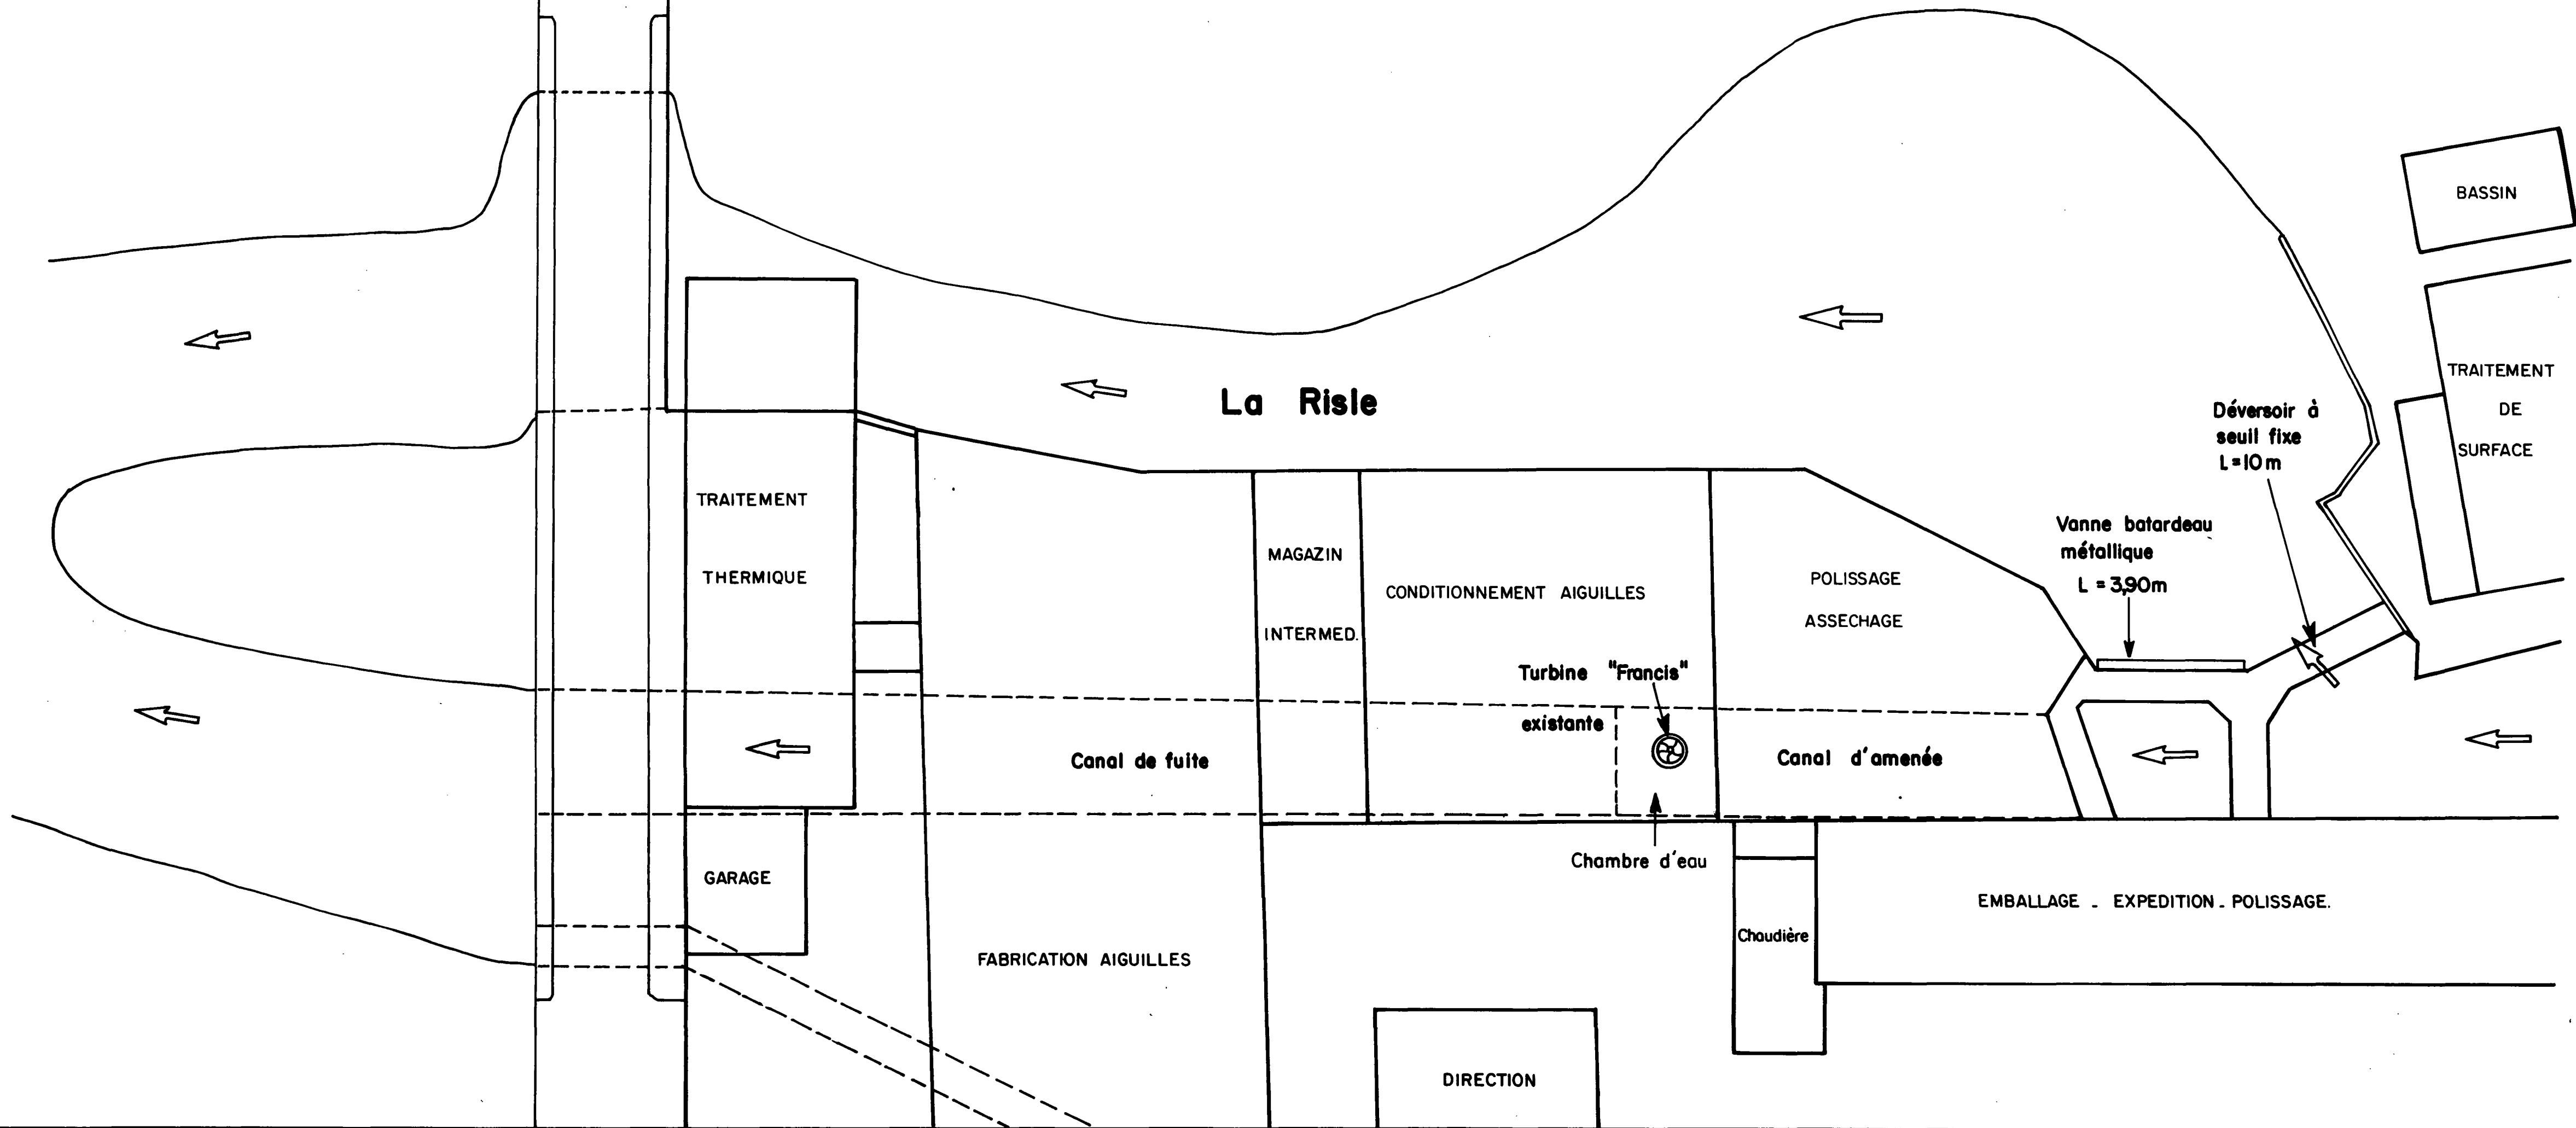 BASSIN
TRAITEMENT
DE
SURFACE
Déversoir à
seuil fixe
L=10m
La Risle
Vanne batardeau
métallique
L = 3,90m
TRAITEMENT
THERMIQUE
MAGAZIN
INTERMED.
CONDITIONNEMENT AIGUILLES
POLISSAGE
ASSECHAGE
Turbine "Francis"
existante
Canal de fuite
Canal d'amenée
Chambre d'eau
GARAGE
FABRICATION AIGUILLES
Chaudière
EMBALLAGE _ EXPEDITION _ POLISSAGE.
DIRECTION